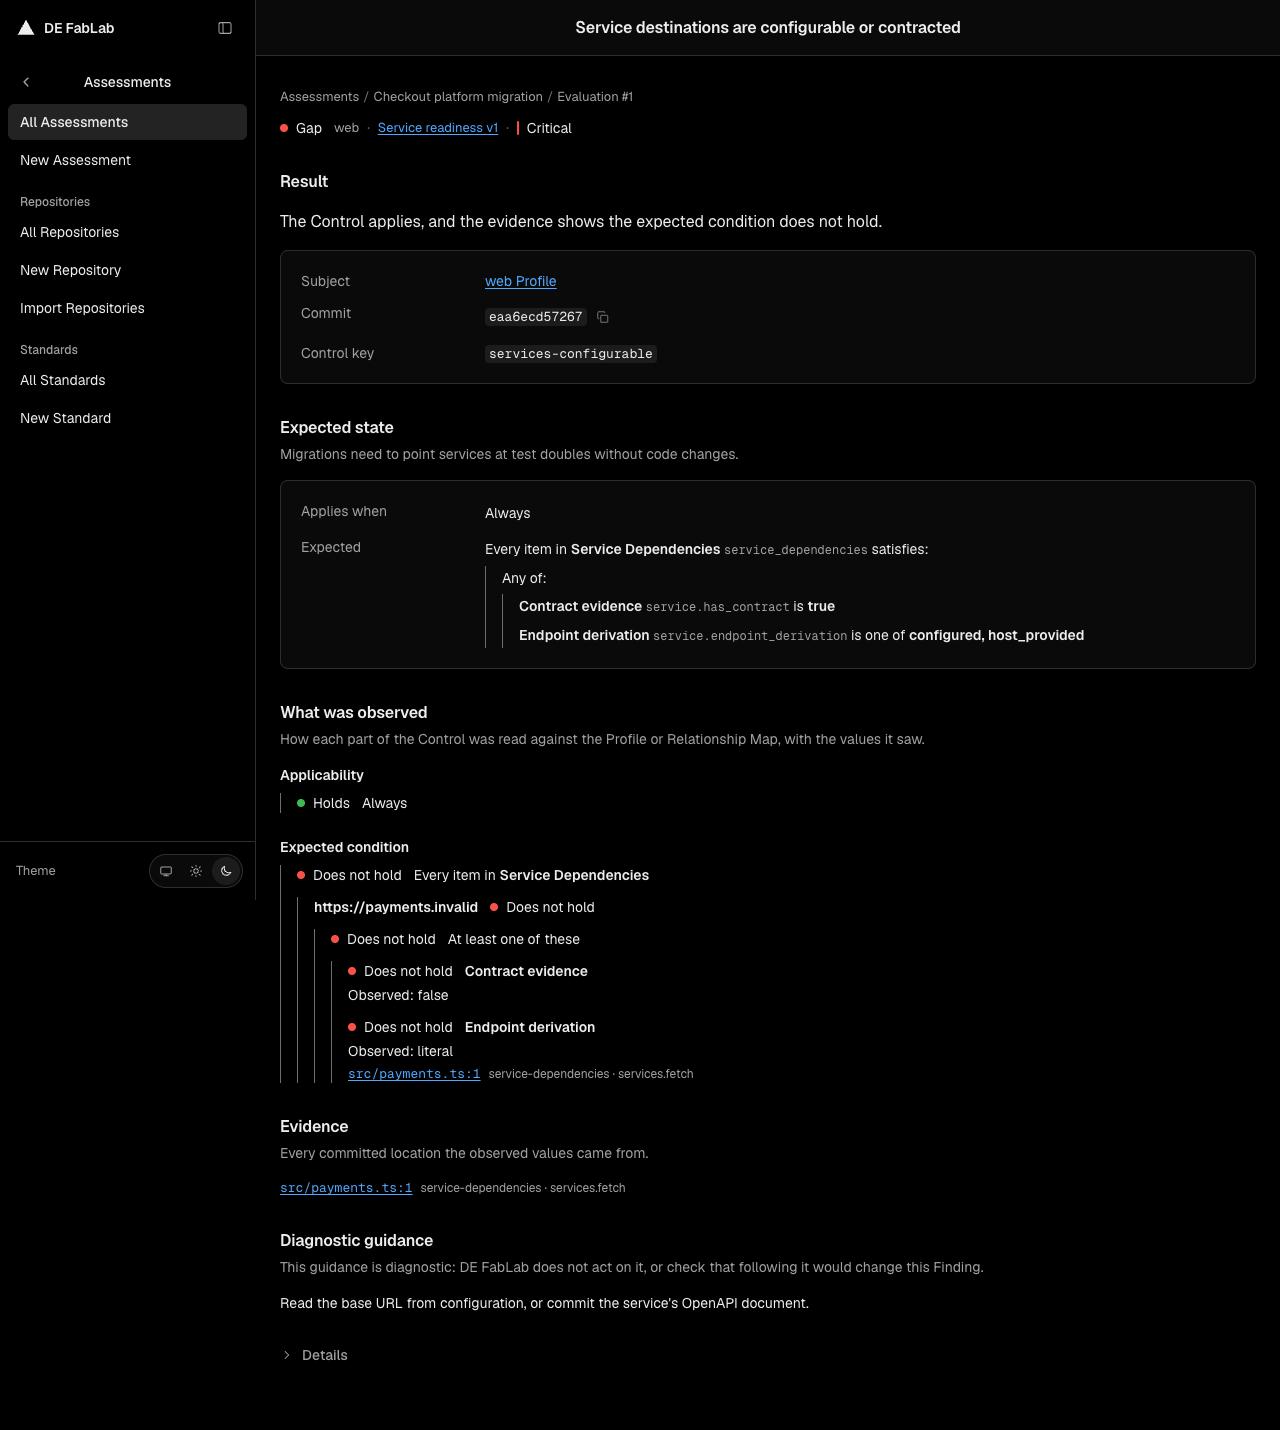 DE FabLab
Service destinations are configurable or contracted
Assessments
All Assessments
New Assessment
Repositories
All Repositories
New Repository
Import Repositories
Standards
All Standards
New Standard
Theme
Assessments / Checkout platform migration / Evaluation #1
Gap web · Service readiness v1 · Critical
Result
The Control applies, and the evidence shows the expected condition does not hold.
Subject web Profile
Commit eaa6ecd57267
Control key services-configurable
Expected state
Migrations need to point services at test doubles without code changes.
Applies when Always
Expected Every item in Service Dependencies service_dependencies satisfies:
Any of:
Contract evidence service.has_contract is true
Endpoint derivation service.endpoint_derivation is one of configured, host_provided
What was observed
How each part of the Control was read against the Profile or Relationship Map, with the values it saw.
Applicability
Holds Always
Expected condition
Does not hold Every item in Service Dependencies
https://payments.invalid Does not hold
Does not hold At least one of these
Does not hold Contract evidence
Observed: false
Does not hold Endpoint derivation
Observed: literal
src/payments.ts:1 service-dependencies · services.fetch
Evidence
Every committed location the observed values came from.
src/payments.ts:1 service-dependencies · services.fetch
Diagnostic guidance
This guidance is diagnostic: DE FabLab does not act on it, or check that following it would change this Finding.
Read the base URL from configuration, or commit the service's OpenAPI document.
Details